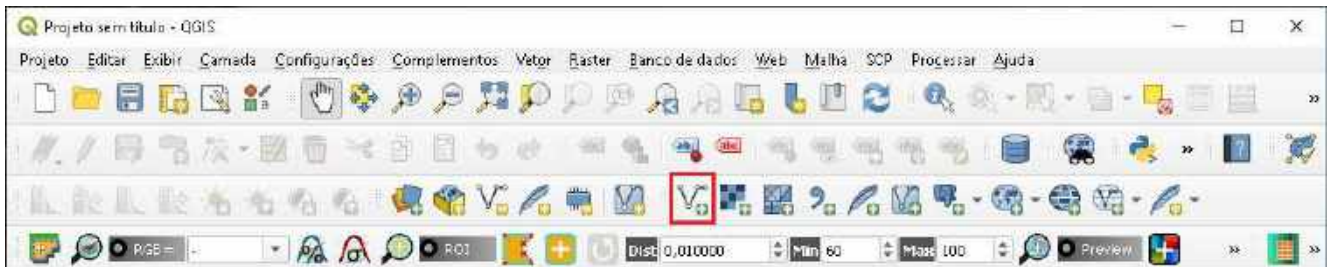 Projeto sem título - QGIS
Projeto Editar Exibir Camada Configurações Complementos Vetor Raster Banco de dados Web Malha SCP Processar Ajuda
abc
RGB = -
ROI
Dist 0,010000
Min 60
Max 100
Preview